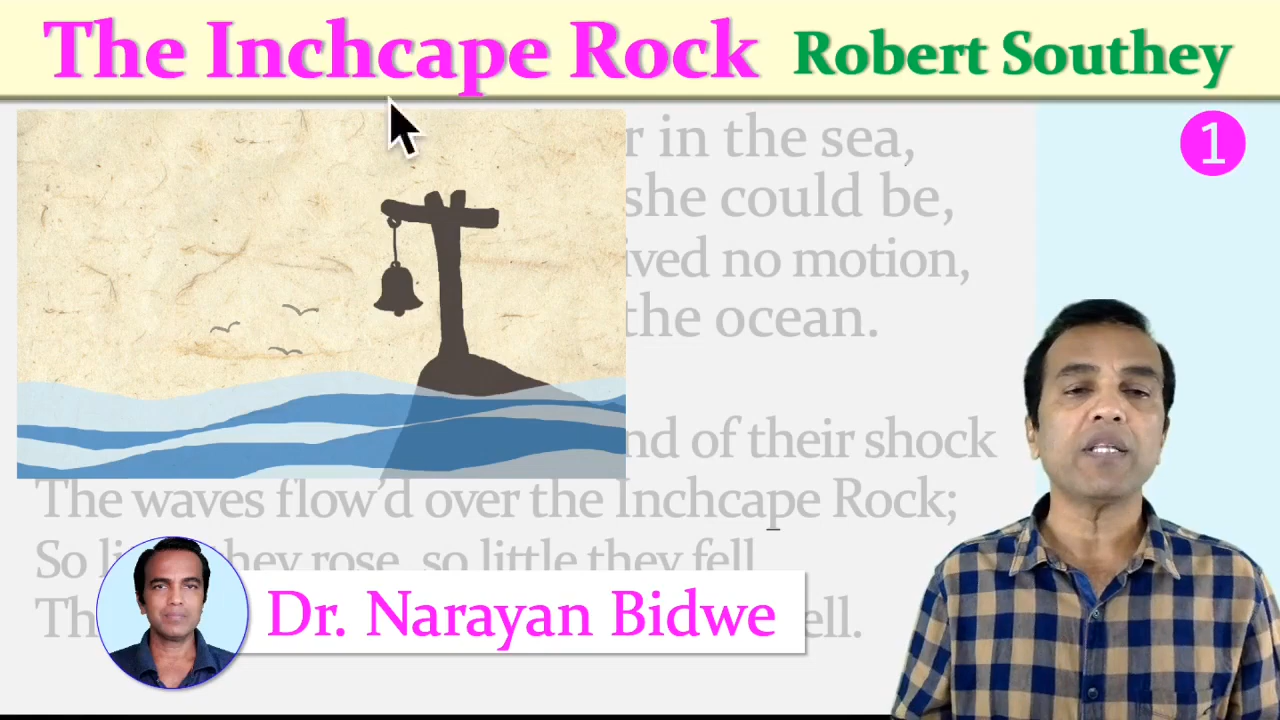 The Inchcape Rock Robert Southey
1
r in the sea,
she could be,
ived no motion,
the ocean.
nd of their shock
The waves flow'd over the Inchcape Rock;
So li hey rose, so little they fell
Th ell.
Dr. Narayan Bidwe